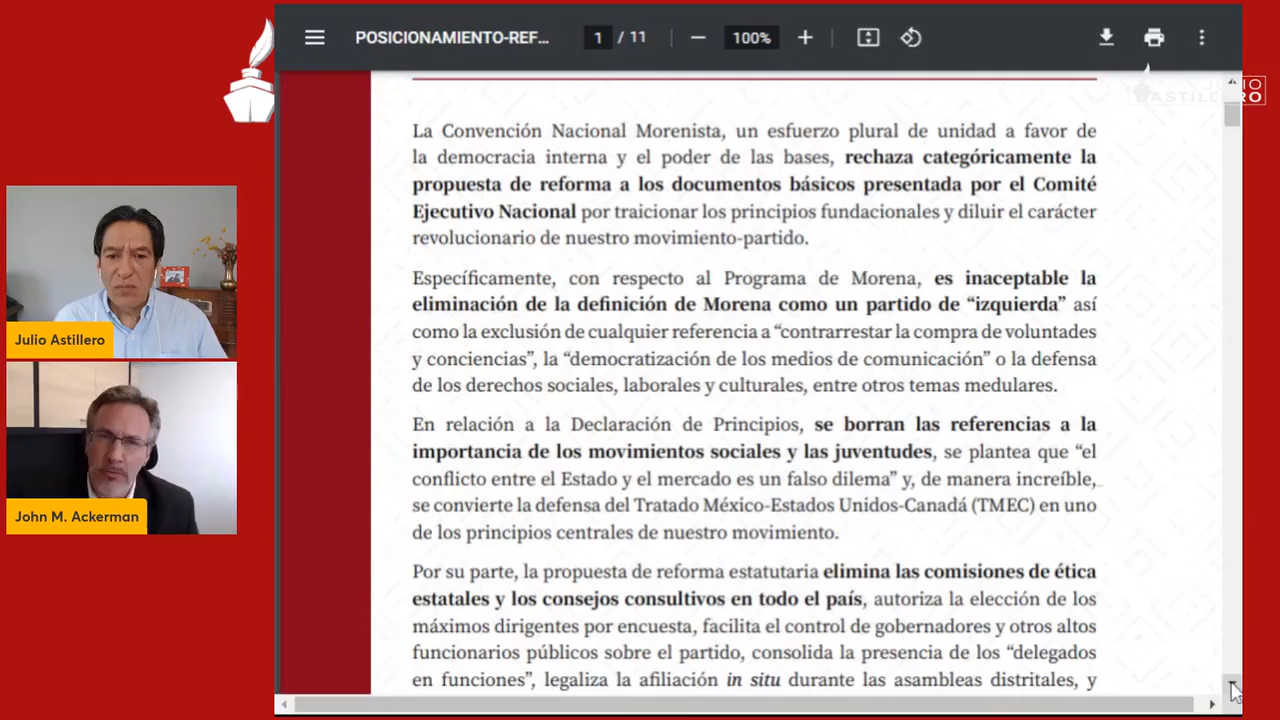 POSICIONAMIENTO-REF...
1 / 11
100%
La Convención Nacional Morenista, un esfuerzo plural de unidad a favor de
la democracia interna y el poder de las bases, rechaza categóricamente la
propuesta de reforma a los documentos básicos presentada por el Comité
Ejecutivo Nacional por traicionar los principios fundacionales y diluir el carácter
revolucionario de nuestro movimiento-partido.
Específicamente, con respecto al Programa de Morena, es inaceptable la
eliminación de la definición de Morena como un partido de “izquierda” así
como la exclusión de cualquier referencia a “contrarrestar la compra de voluntades
y conciencias”, la “democratización de los medios de comunicación” o la defensa
de los derechos sociales, laborales y culturales, entre otros temas medulares.
En relación a la Declaración de Principios, se borran las referencias a la
importancia de los movimientos sociales y las juventudes, se plantea que “el
conflicto entre el Estado y el mercado es un falso dilema” y, de manera increíble,
se convierte la defensa del Tratado México-Estados Unidos-Canadá (TMEC) en uno
de los principios centrales de nuestro movimiento.
Por su parte, la propuesta de reforma estatutaria elimina las comisiones de ética
estatales y los consejos consultivos en todo el país, autoriza la elección de los
máximos dirigentes por encuesta, facilita el control de gobernadores y otros altos
funcionarios públicos sobre el partido, consolida la presencia de los “delegados
en funciones”, legaliza la afiliación in situ durante las asambleas distritales, y
Julio Astillero
John M. Ackerman